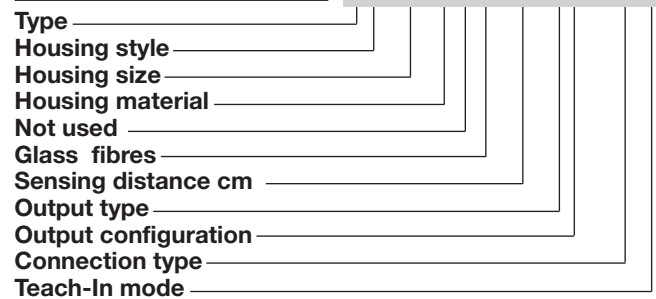 Type
Housing style
Housing size
Housing material
Not used
Glass fibres
Sensing distance cm
Output type
Output configuration
Connection type
Teach-In mode